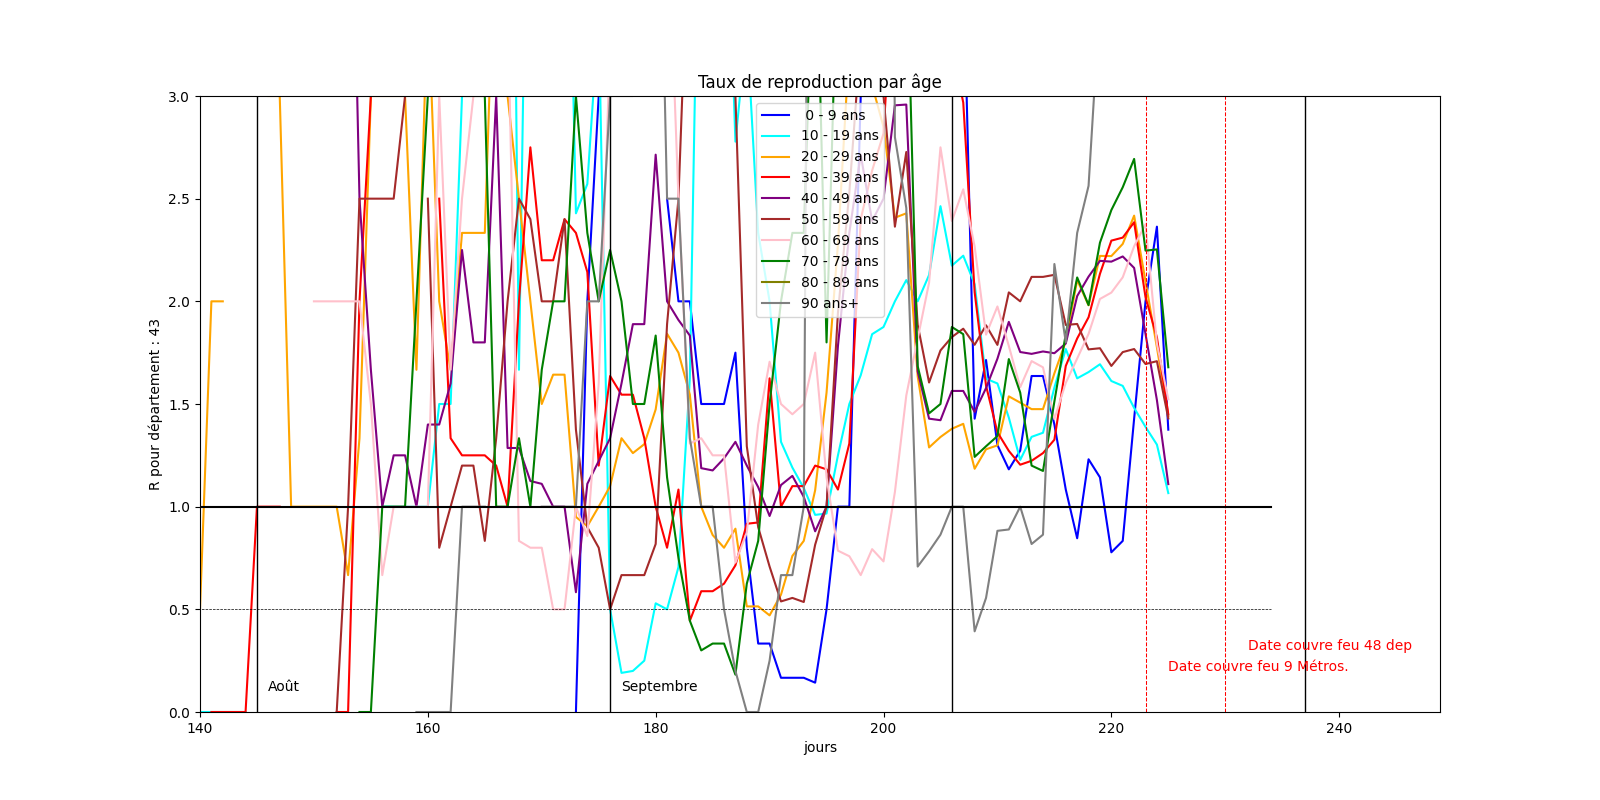 Taux de reproduction par âge
R pour département : 43
3.0
2.5
2.0
1.5
1.0
0.5
0.0
0 - 9 ans
10 - 19 ans
20 - 29 ans
30 - 39 ans
40 - 49 ans
50 - 59 ans
60 - 69 ans
70 - 79 ans
80 - 89 ans
90 ans+
Date couvre feu 48 dep
Date couvre feu 9 Métros.
Août
Septembre
140
160
180
200
220
240
jours